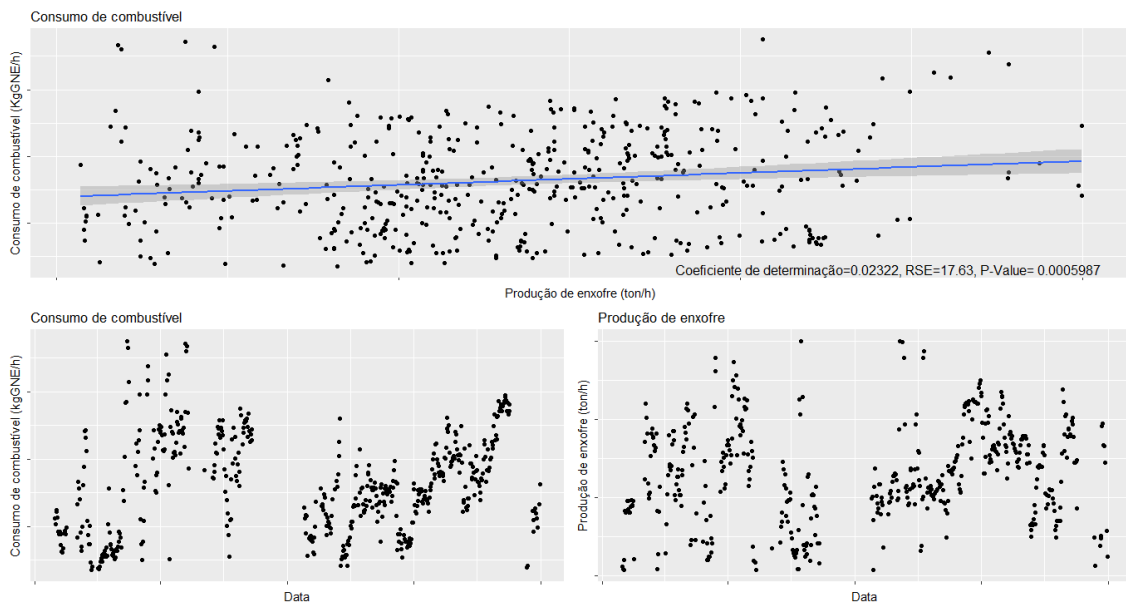 Consumo de combustível
Consumo de combustível (KgGNE/h)
Coeficiente de determinação=0.02322, RSE=17.63, P-Value= 0.0005987
Produção de enxofre (ton/h)
Consumo de combustível
Consumo de combustível (kgGNE/h)
Data
Produção de enxofre
Produção de enxofre (ton/h)
Data